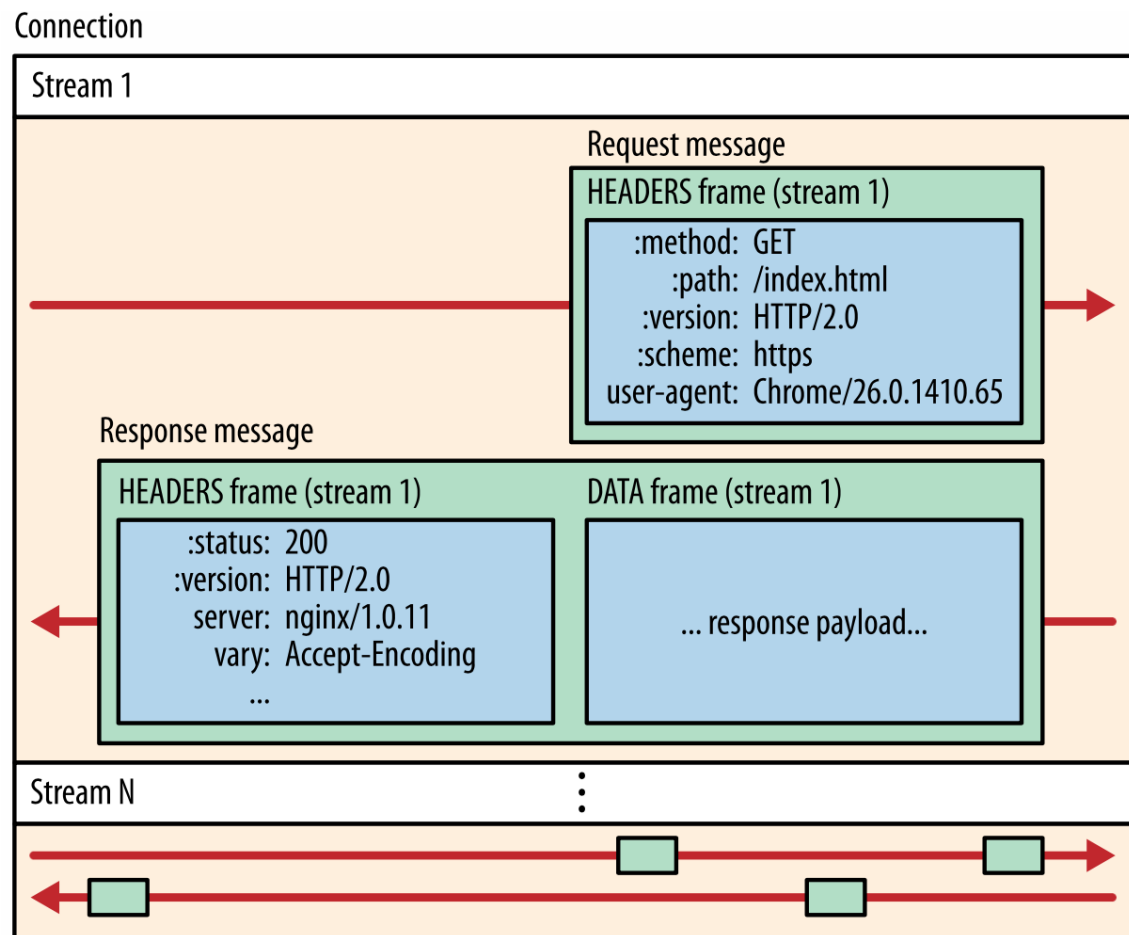 Connection
Stream 1
Request message
HEADERS frame (stream 1)
:method: GET
:path: /index.html
:version: HTTP/2.0
:scheme: https
user-agent: Chrome/26.0.1410.65
Response message
HEADERS frame (stream 1)
:status: 200
:version: HTTP/2.0
server: nginx/1.0.11
vary: Accept-Encoding
...
DATA frame (stream 1)
... response payload...
Stream N